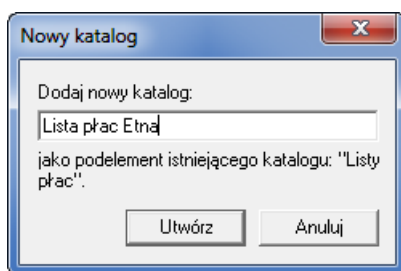 Nowy katalog
Dodaj nowy katalog:
Lista płac Etna
jako podelement istniejącego katalogu: "Listy
płac".
Utwórz
Anuluj